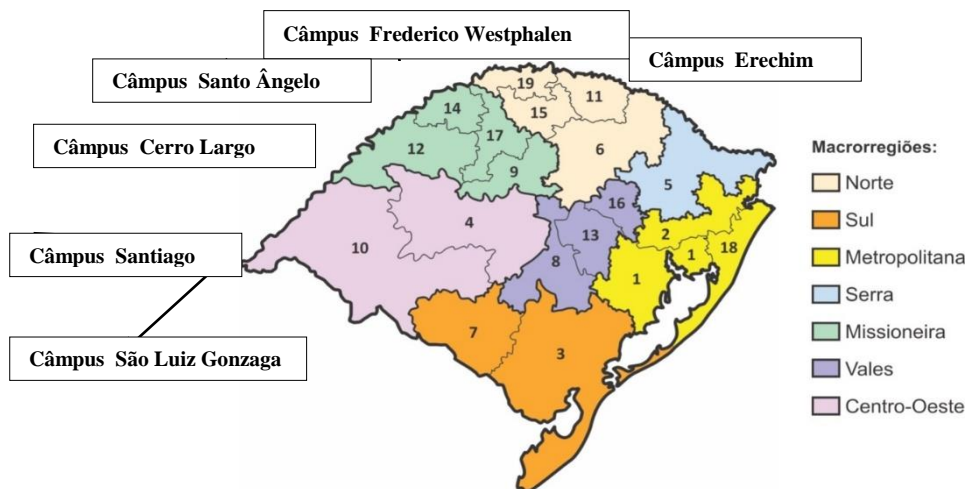 Câmpus Frederico Westphalen
Câmpus Erechim
Câmpus Santo Ângelo
Câmpus Cerro Largo
Câmpus Santiago
Câmpus São Luiz Gonzaga
19
11
14
15
17
12
6
9
5
16
4
2
13
10
18
8
1
1
7
3
Macrorregiões:
Norte
Sul
Metropolitana
Serra
Missioneira
Vales
Centro-Oeste